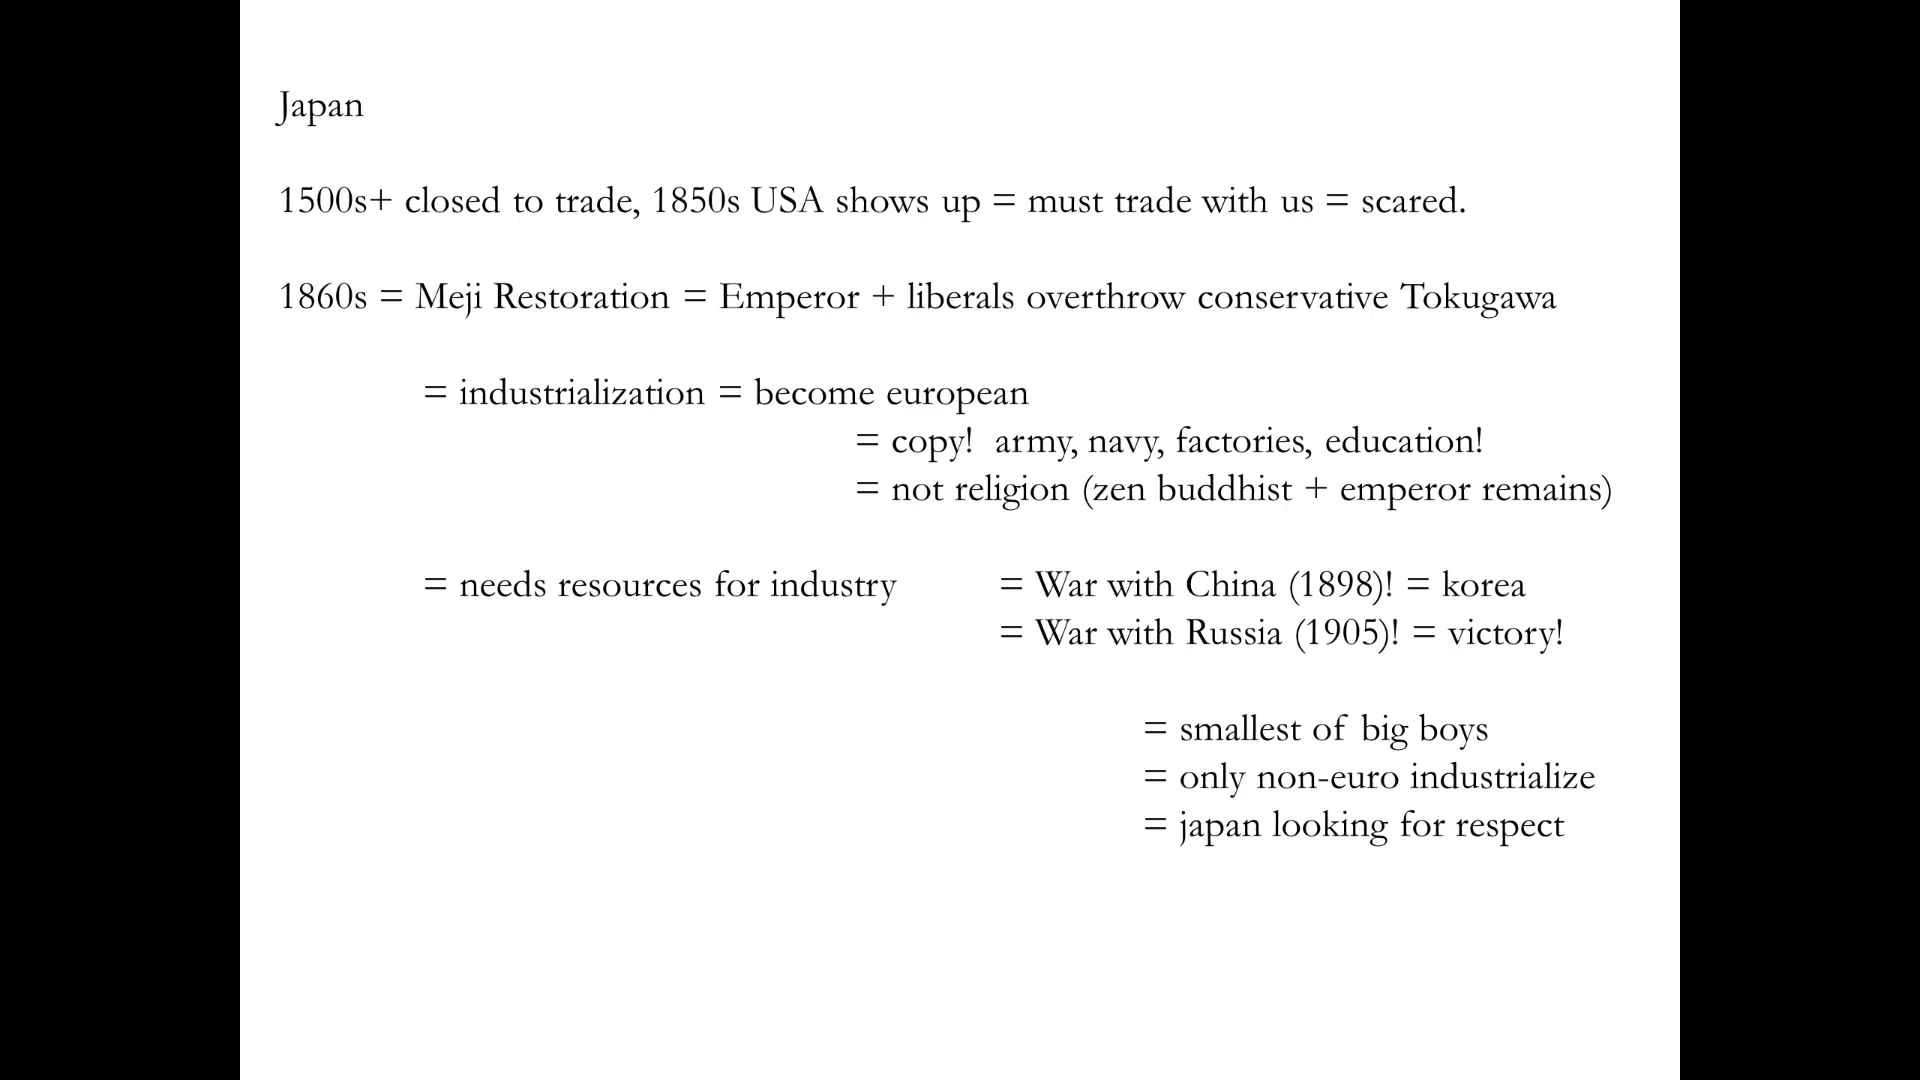 Japan
1500s+ closed to trade, 1850s USA shows up = must trade with us = scared.
1860s = Meji Restoration = Emperor + liberals overthrow conservative Tokugawa
= industrialization = become european
= copy!  army, navy, factories, education!
= not religion (zen buddhist + emperor remains)
= needs resources for industry = War with China (1898)! = korea
= War with Russia (1905)! = victory!
= smallest of big boys
= only non-euro industrialize
= japan looking for respect